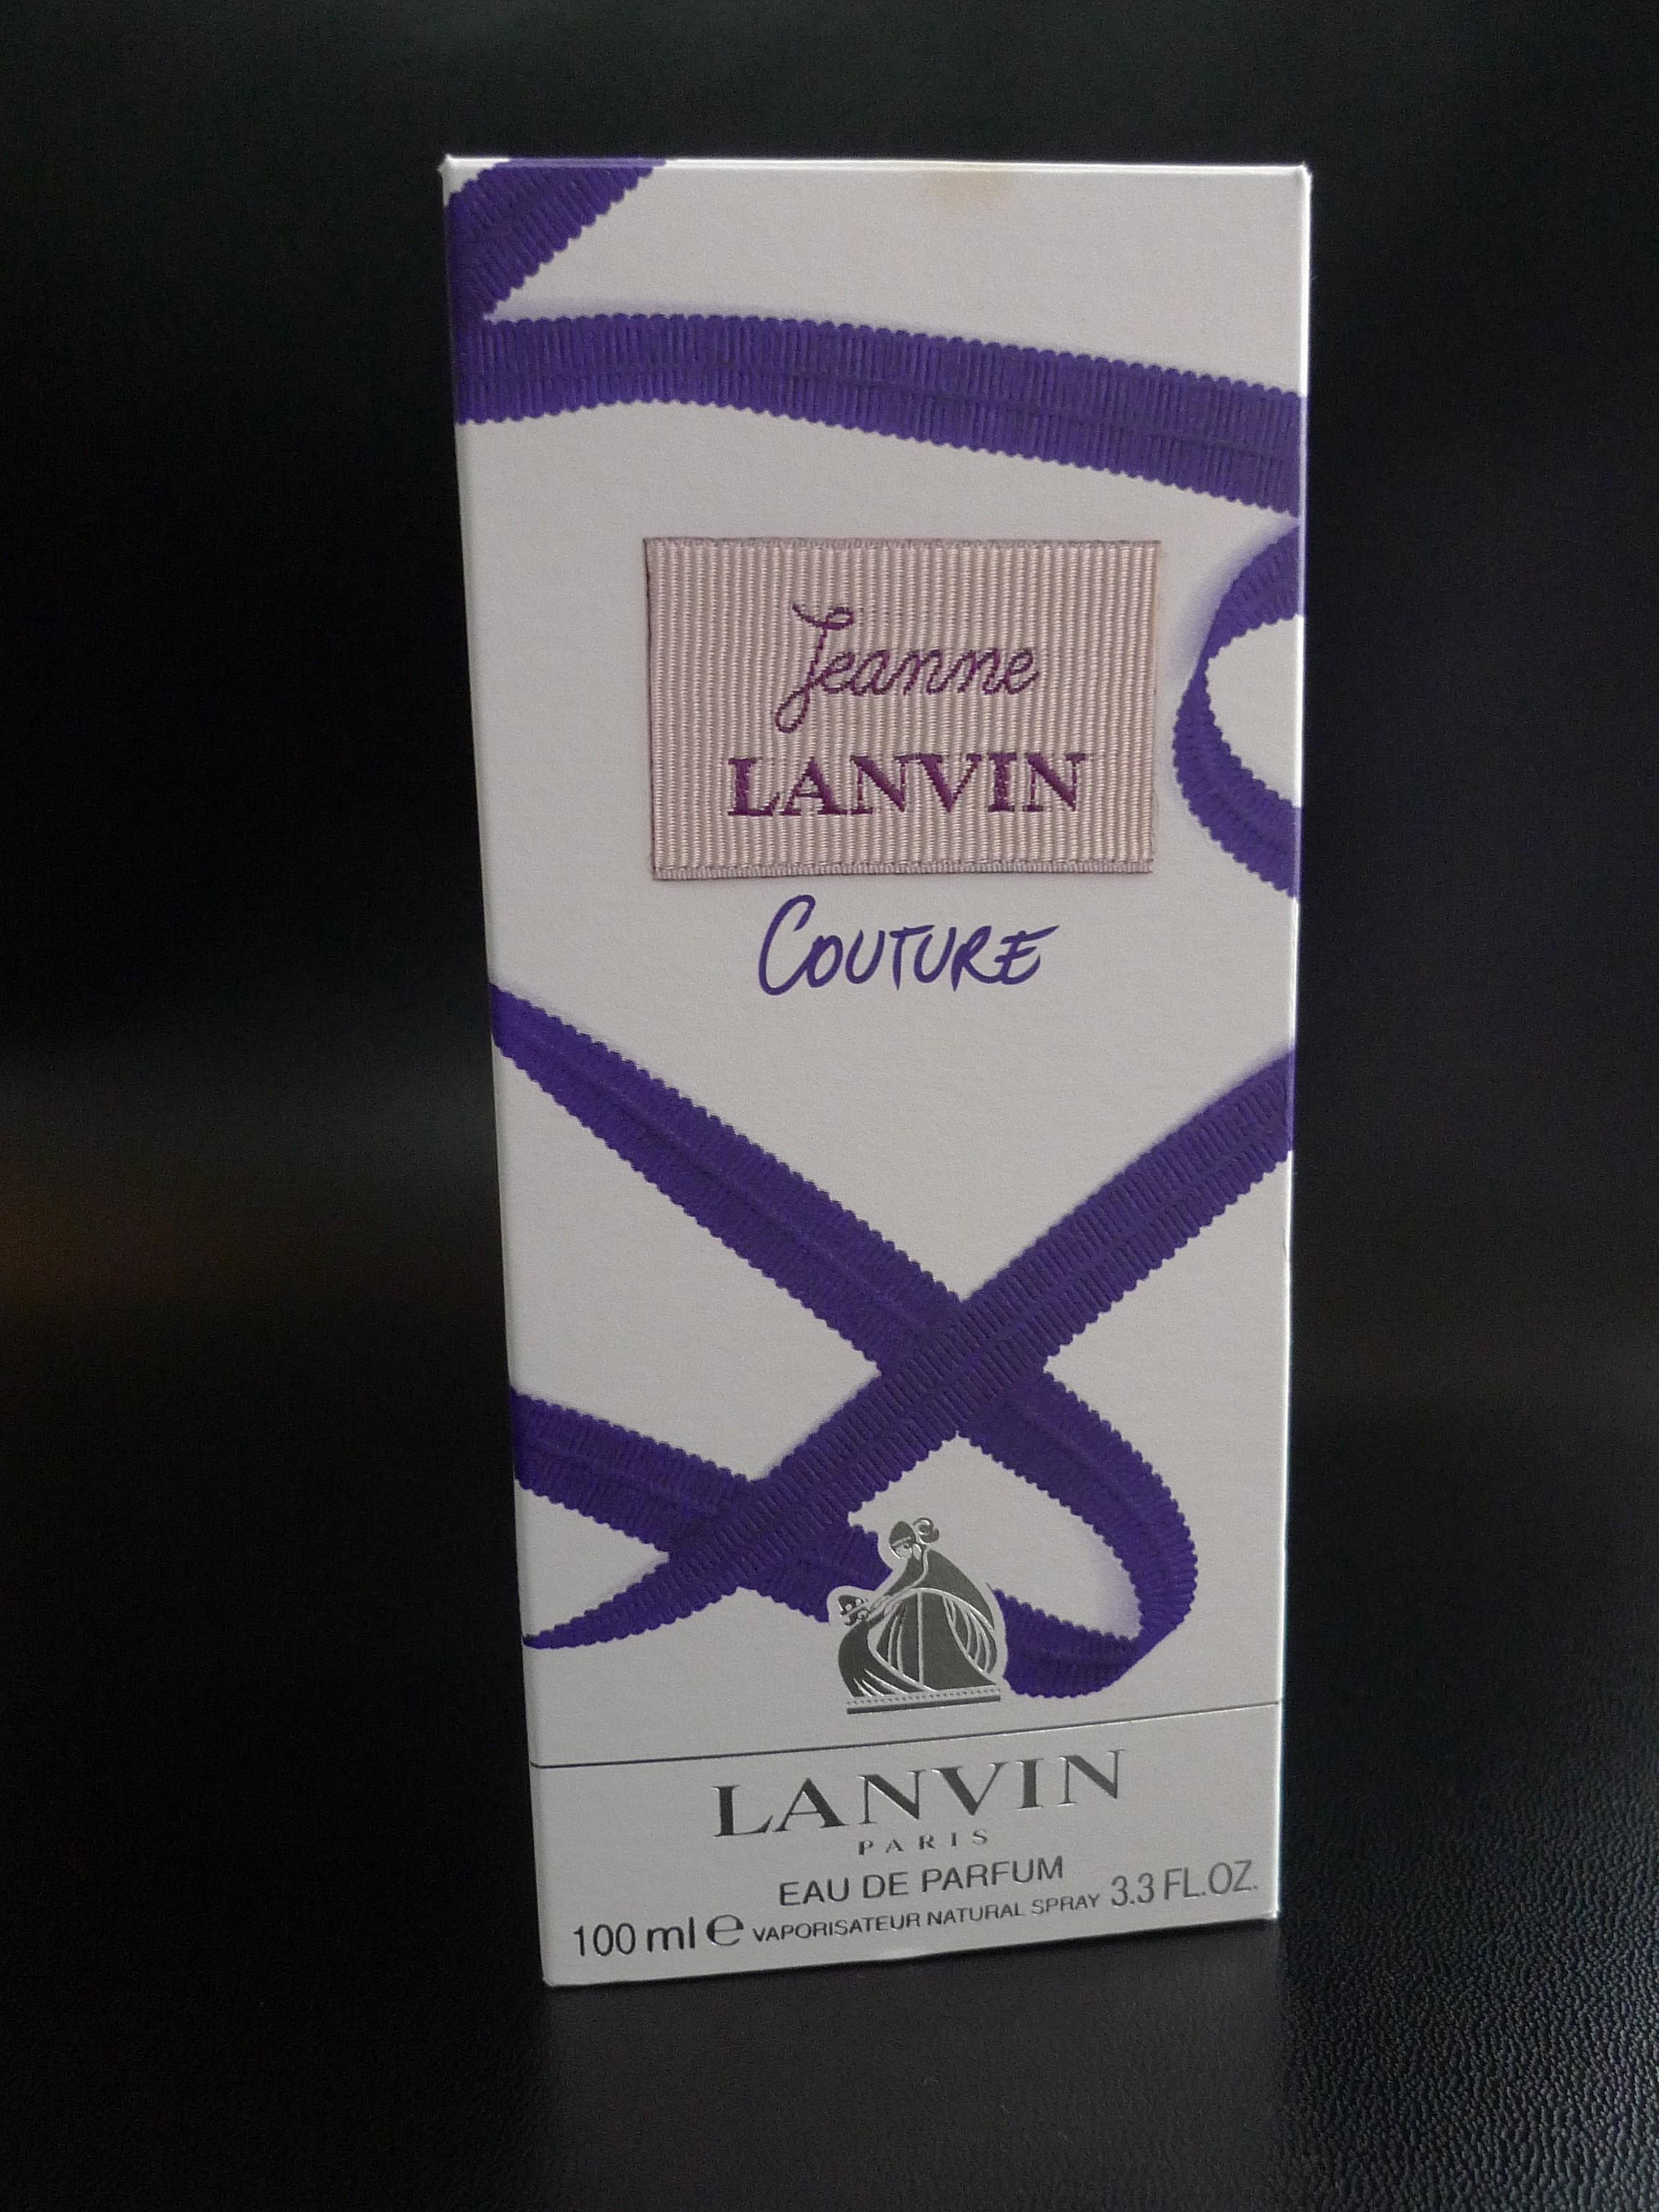 Jeanne
LANVIN
COUTURE
LANVIN
PARIS
EAU DE PARFUM
100 ml ℮ VAPORISATEUR NATURAL SPRAY 3.3 FL.OZ.